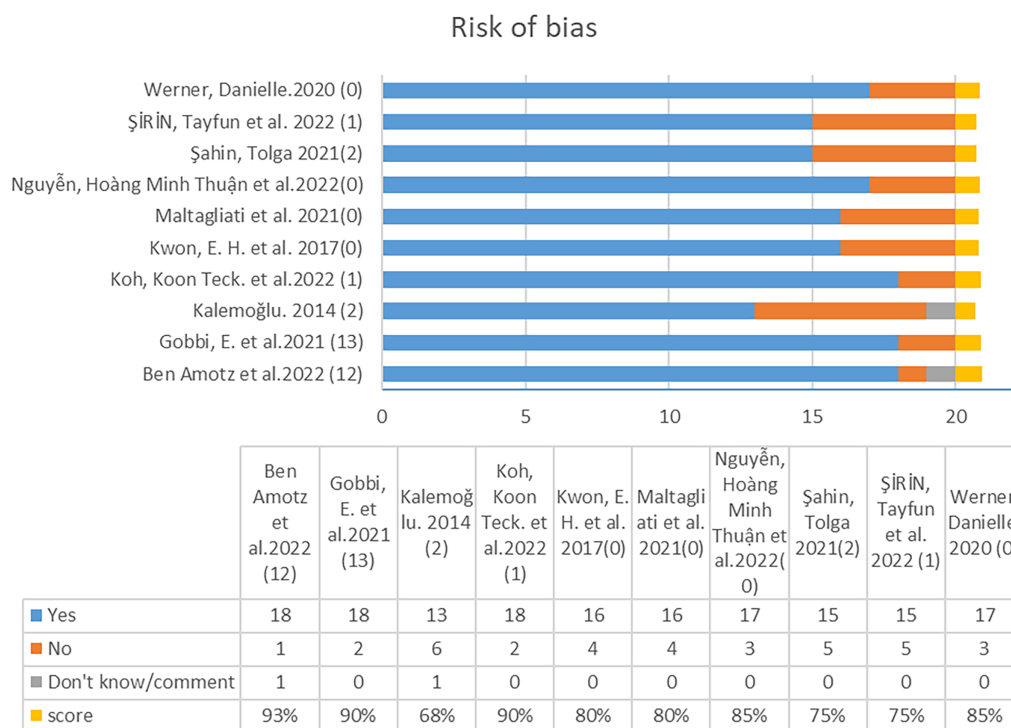 Risk of bias
Werner, Danielle.2020 (0)
ŞİRİN, Tayfun et al. 2022 (1)
Şahin, Tolga 2021(2)
Nguyễn, Hoàng Minh Thuận et al.2022(0)
Maltagliati et al. 2021(0)
Kwon, E. H. et al. 2017(0)
Koh, Koon Teck. et al.2022 (1)
Kalemoğlu. 2014 (2)
Gobbi, E. et al.2021 (13)
Ben Amotz et al.2022 (12)
0 5 10 15 20
Ben Amotz et al.2022 (12) Gobbi, E. et al.2021 (13) Kalemoğlu. 2014 (2) Koh, Koon Teck. et al.2022 (1) Kwon, E. H. et al. 2017(0) Maltagliati et al. 2021(0) Nguyễn, Hoàng Minh Thuận et al.2022(0) Şahin, Tolga 2021(2) ŞİRİN, Tayfun et al. 2022 (1) Werner, Danielle. 2020 (0)
Yes 18 18 13 18 16 16 17 15 15 17
No 1 2 6 2 4 4 3 5 5 3
Don't know/comment 1 0 1 0 0 0 0 0 0 0
score 93% 90% 68% 90% 80% 80% 85% 75% 75% 85%